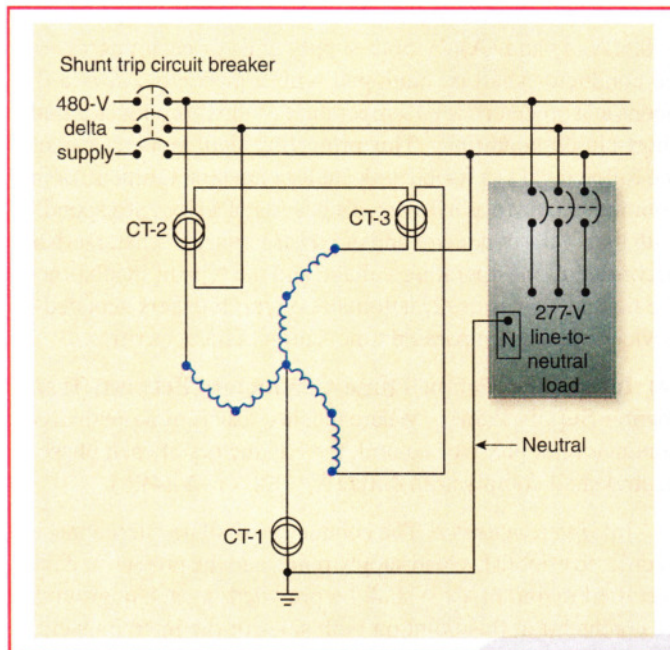 Shunt trip circuit breaker
480-V
delta
supply
CT-2
CT-3
277-V
line-to-
neutral
load
N
Neutral
CT-1